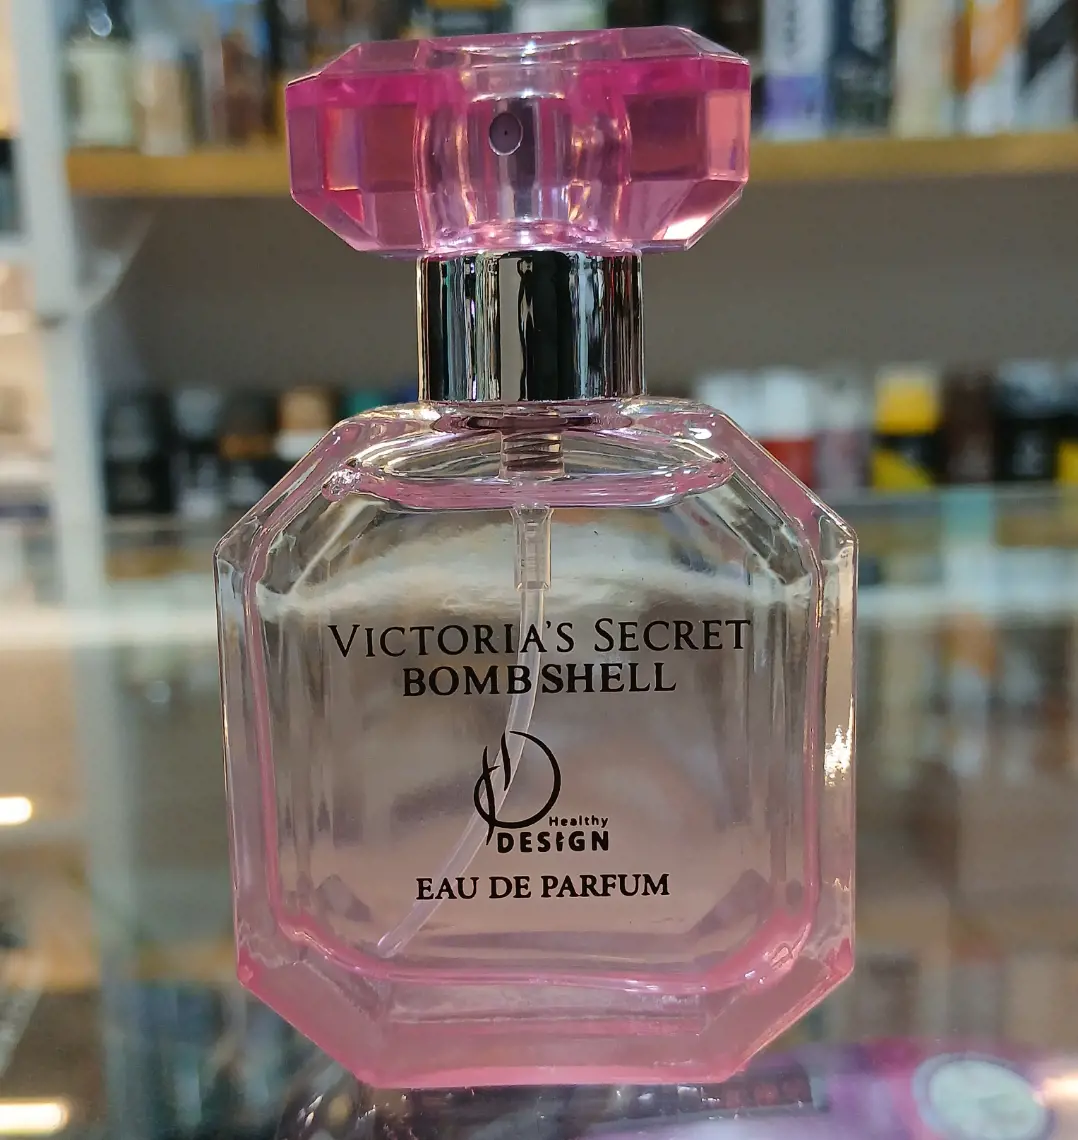 VICTORIA'S SECRET
BOMBSHELL
Healthy
DESIGN
EAU DE PARFUM